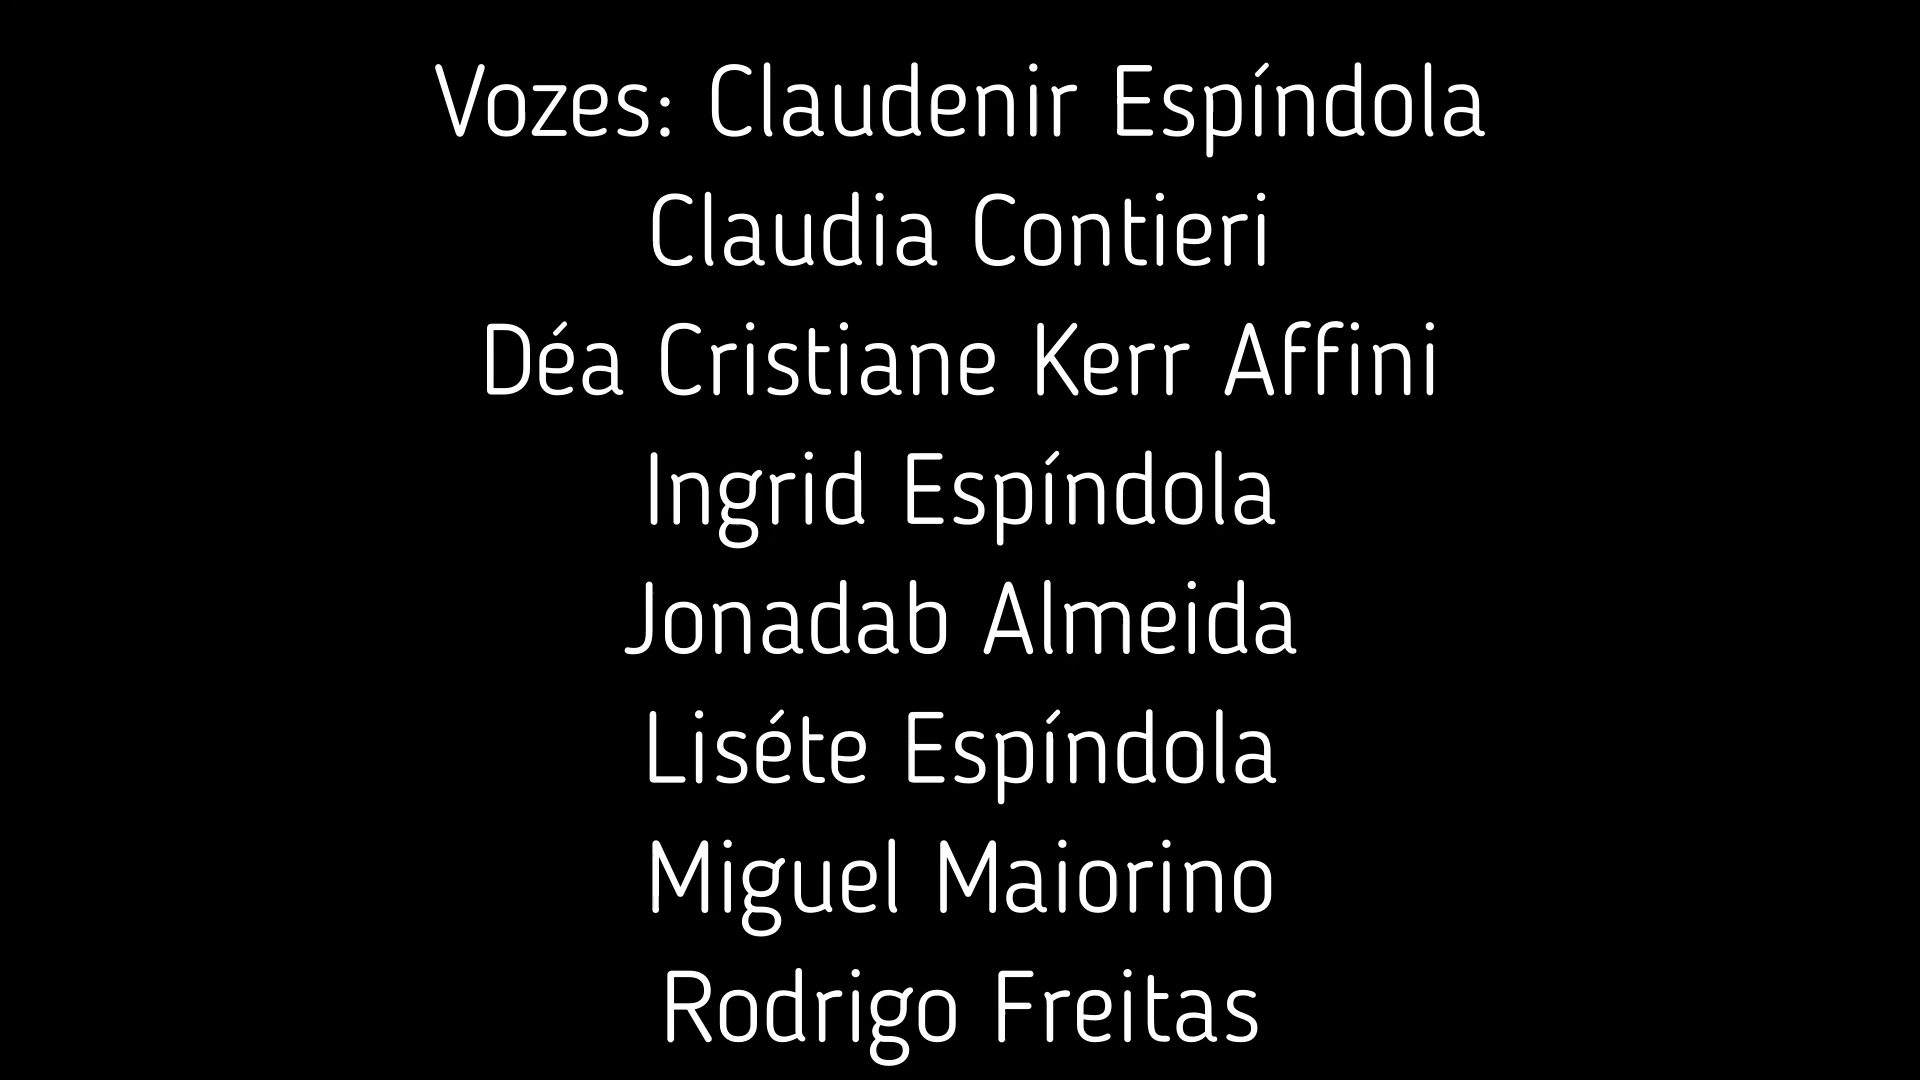 Vozes: Claudenir Espíndola
Claudia Contieri
Déa Cristiane Kerr Affini
Ingrid Espíndola
Jonadab Almeida
Liséte Espíndola
Miguel Maiorino
Rodrigo Freitas